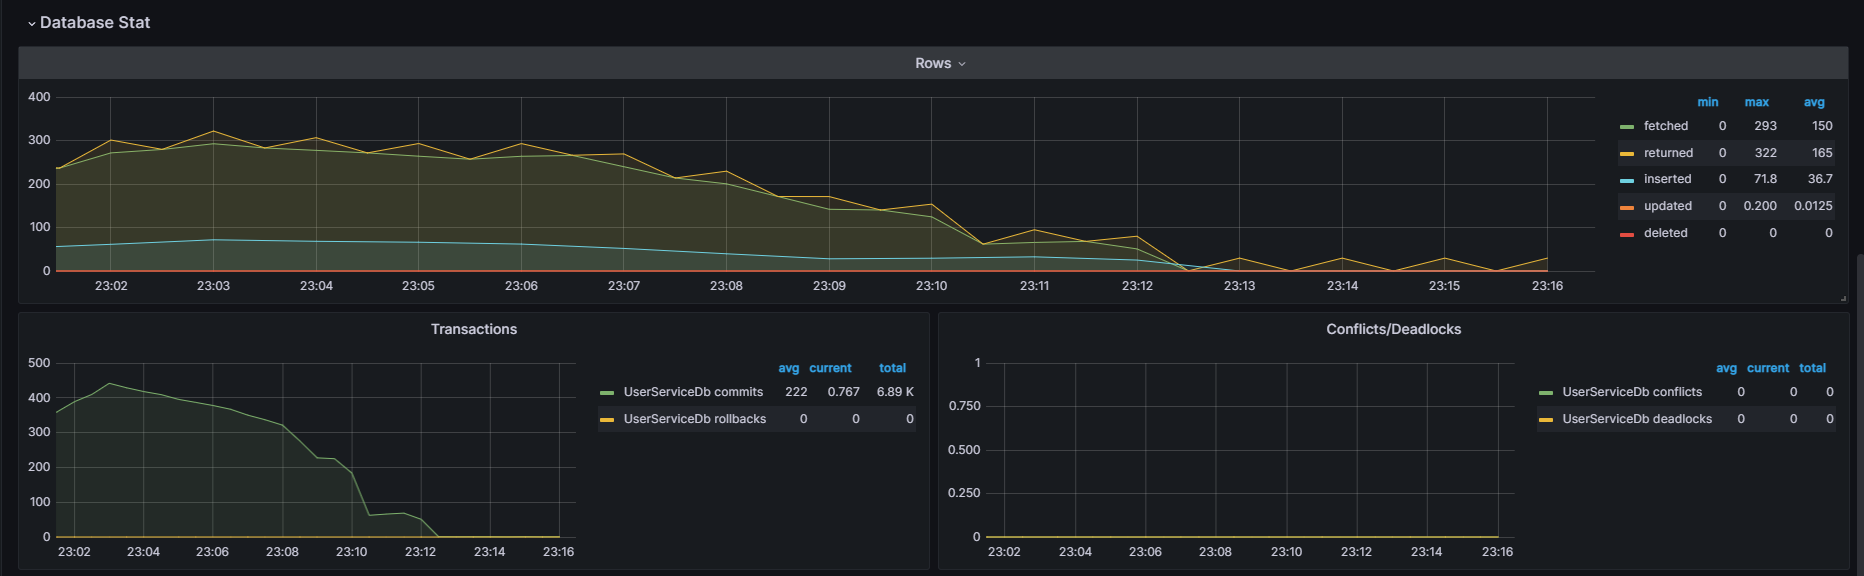 Database Stat
Rows
400
300
200
100
0
23:02 23:03 23:04 23:05 23:06 23:07 23:08 23:09 23:10 23:11 23:12 23:13 23:14 23:15 23:16
min max avg
fetched 0 293 150
returned 0 322 165
inserted 0 71.8 36.7
updated 0 0.200 0.0125
deleted 0 0 0
Transactions
500
400
300
200
100
0
23:02 23:04 23:06 23:08 23:10 23:12 23:14 23:16
avg current total
UserServiceDb commits 222 0.767 6.89 K
UserServiceDb rollbacks 0 0 0
Conflicts/Deadlocks
1
0.750
0.500
0.250
0
23:02 23:04 23:06 23:08 23:10 23:12 23:14 23:16
avg current total
UserServiceDb conflicts 0 0 0
UserServiceDb deadlocks 0 0 0